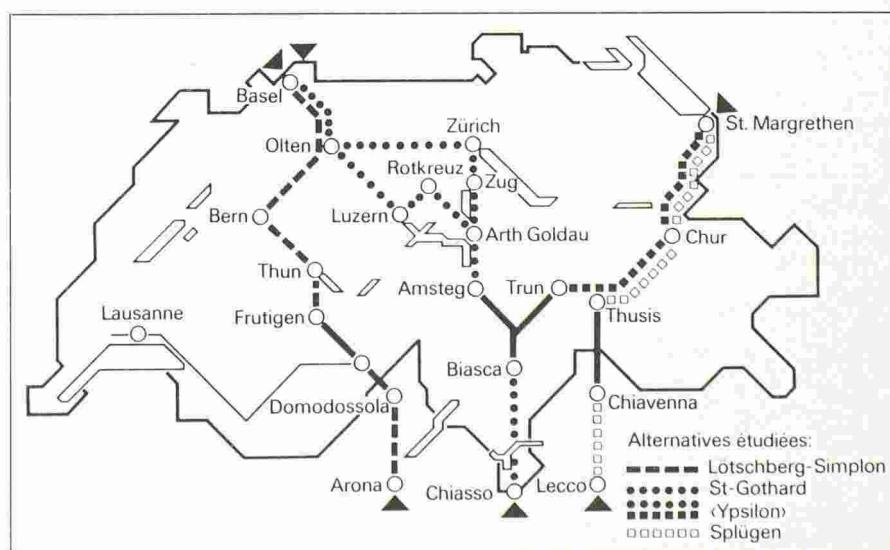 Basel
Olten
Zürich
St. Margrethen
Rotkreuz
Zug
Bern
Luzern
Arth Goldau
Chur
Thun
Amsteg
Trun
Thusis
Lausanne
Frutigen
Biasca
Domodossola
Chiavenna
Arona
Chiasso
Lecco
Alternatives étudiées:
Lötschberg-Simplon
St-Gothard
‹Ypsilon›
Splügen